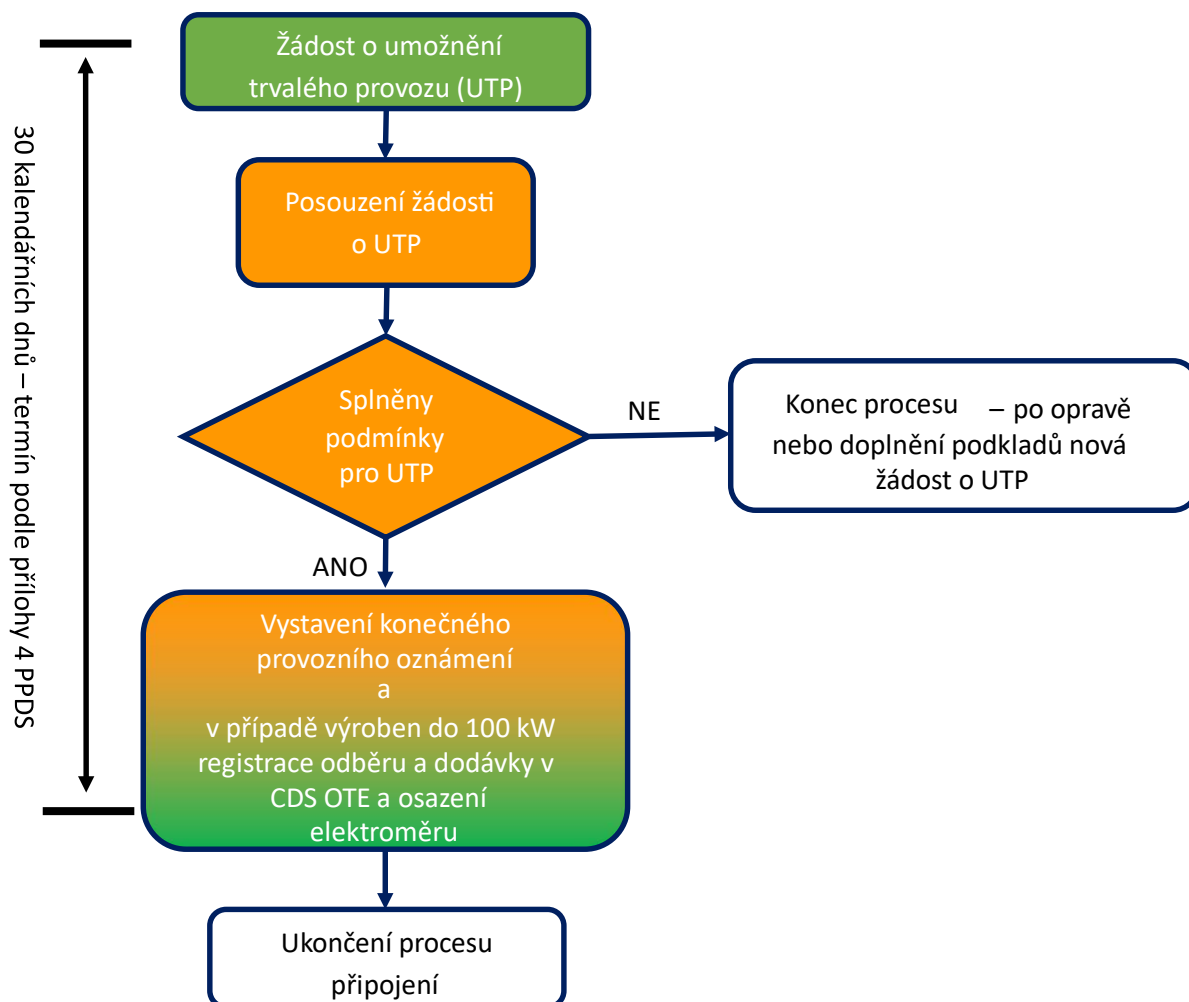 Žádost o umožnění
trvalého provozu (UTP)
30 kalendářních dnů – termín podle přílohy 4 PPDS
Posouzení žádosti
o UTP
Splněny
podmínky
pro UTP
NE
Konec procesu – po opravě
nebo doplnění podkladů nová
žádost o UTP
ANO
Vystavení konečného
provozního oznámení
a
v případě výroben do 100 kW
registrace odběru a dodávky v
CDS OTE a osazení
elektroměru
Ukončení procesu
připojení